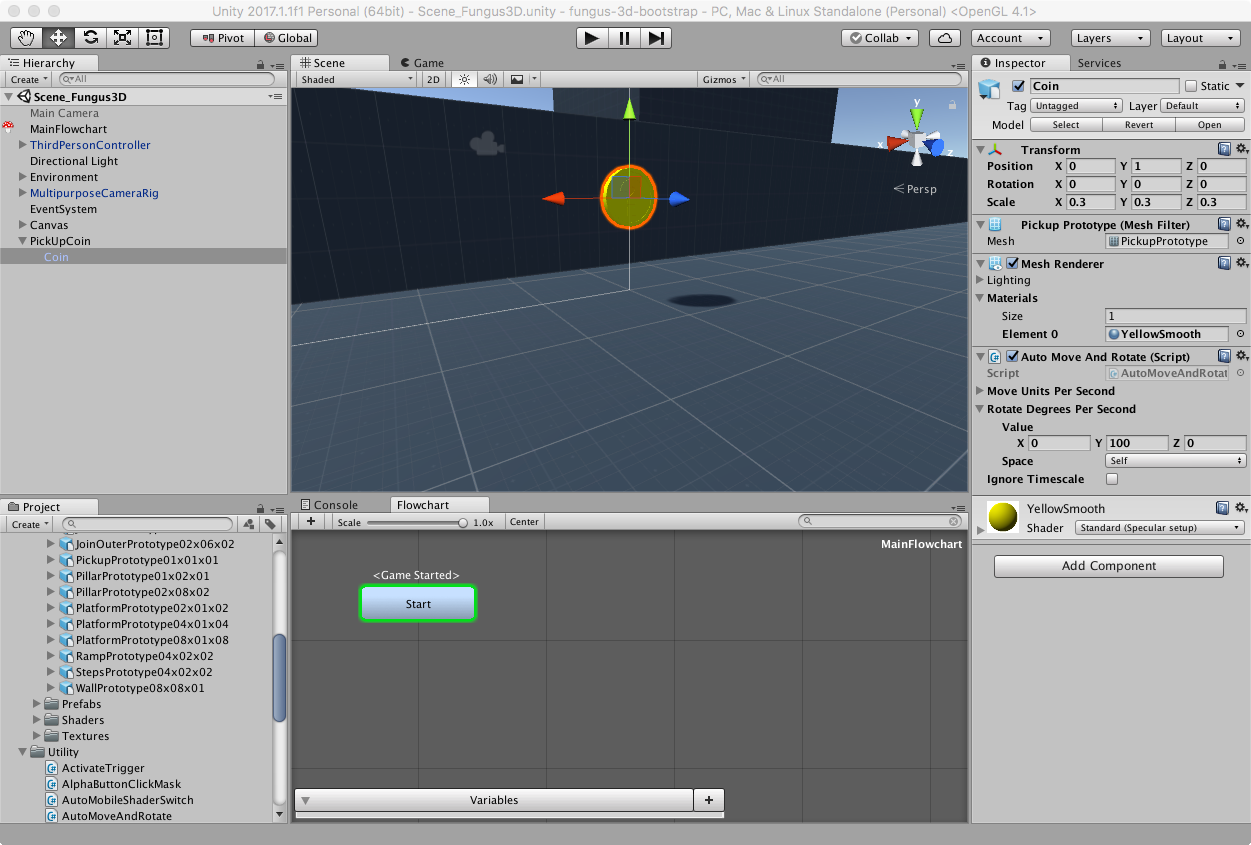 Unity 2017.1.1f1 Personal (64bit) - Scene_Fungus3D.unity - fungus-3d-bootstrap - PC, Mac & Linux Standalone (Personal) <OpenGL 4.1>
Pivot Global Collab Account Layers Layout
Hierarchy
Create All
Scene_Fungus3D
Main Camera
MainFlowchart
ThirdPersonController
Directional Light
Environment
MultipurposeCameraRig
EventSystem
Canvas
PickUpCoin
Coin
Scene Game
Shaded 2D Gizmos All
y
x
z
Persp
Inspector Services
Coin Static
Tag Untagged Layer Default
Model Select Revert Open
Transform
Position X 0 Y 1 Z 0
Rotation X 0 Y 0 Z 0
Scale X 0.3 Y 0.3 Z 0.3
Pickup Prototype (Mesh Filter)
Mesh PickupPrototype
Mesh Renderer
Lighting
Materials
Size 1
Element 0 YellowSmooth
Auto Move And Rotate (Script)
Script AutoMoveAndRotat
Move Units Per Second
Rotate Degrees Per Second
Value
X 0 Y 100 Z 0
Space Self
Ignore Timescale
YellowSmooth
Shader Standard (Specular setup)
Add Component
Project
Create
JoinOuterPrototype02x06x02
PickupPrototype01x01x01
PillarPrototype01x02x01
PillarPrototype02x08x02
PlatformPrototype02x01x02
PlatformPrototype04x01x04
PlatformPrototype08x01x08
RampPrototype04x02x02
StepsPrototype04x02x02
WallPrototype08x08x01
Prefabs
Shaders
Textures
Utility
ActivateTrigger
AlphaButtonClickMask
AutoMobileShaderSwitch
AutoMoveAndRotate
Console Flowchart
+ Scale 1.0x Center
MainFlowchart
<Game Started>
Start
Variables +